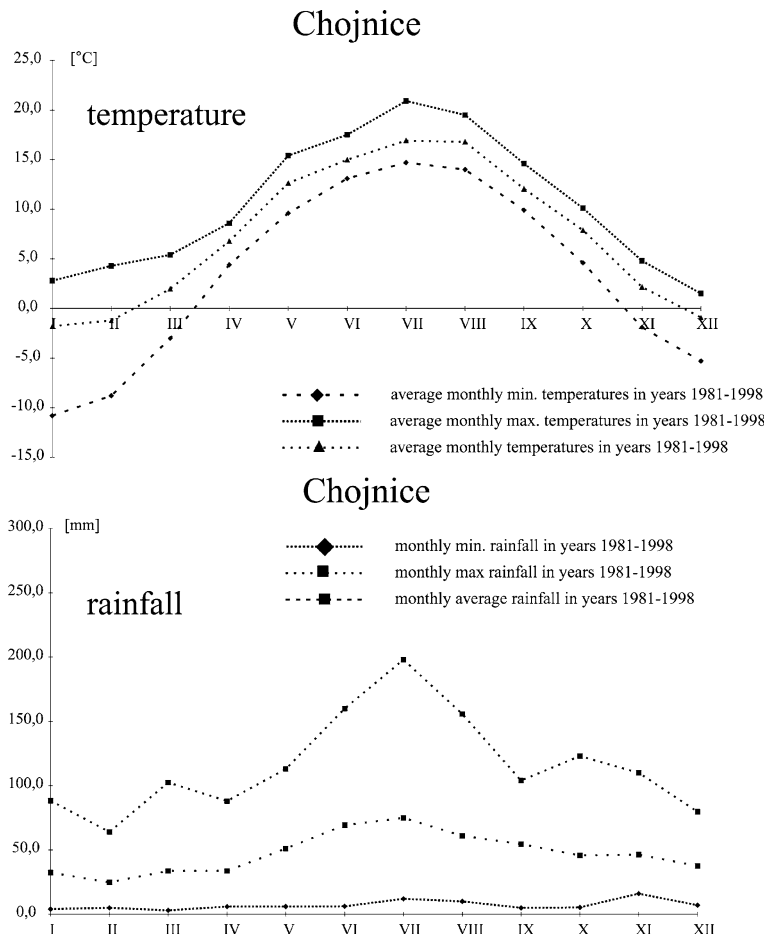 Chojnice
25,0
[°C]
temperature
20,0
15,0
10,0
5,0
0,0
I II III IV V VI VII VIII IX X XI XII
-5,0
-10,0
-15,0
average monthly min. temperatures in years 1981-1998
average monthly max. temperatures in years 1981-1998
average monthly temperatures in years 1981-1998
Chojnice
300,0
[mm]
monthly min. rainfall in years 1981-1998
monthly max rainfall in years 1981-1998
monthly average rainfall in years 1981-1998
250,0
rainfall
200,0
150,0
100,0
50,0
0,0
I II III IV V VI VII VIII IX X XI XII